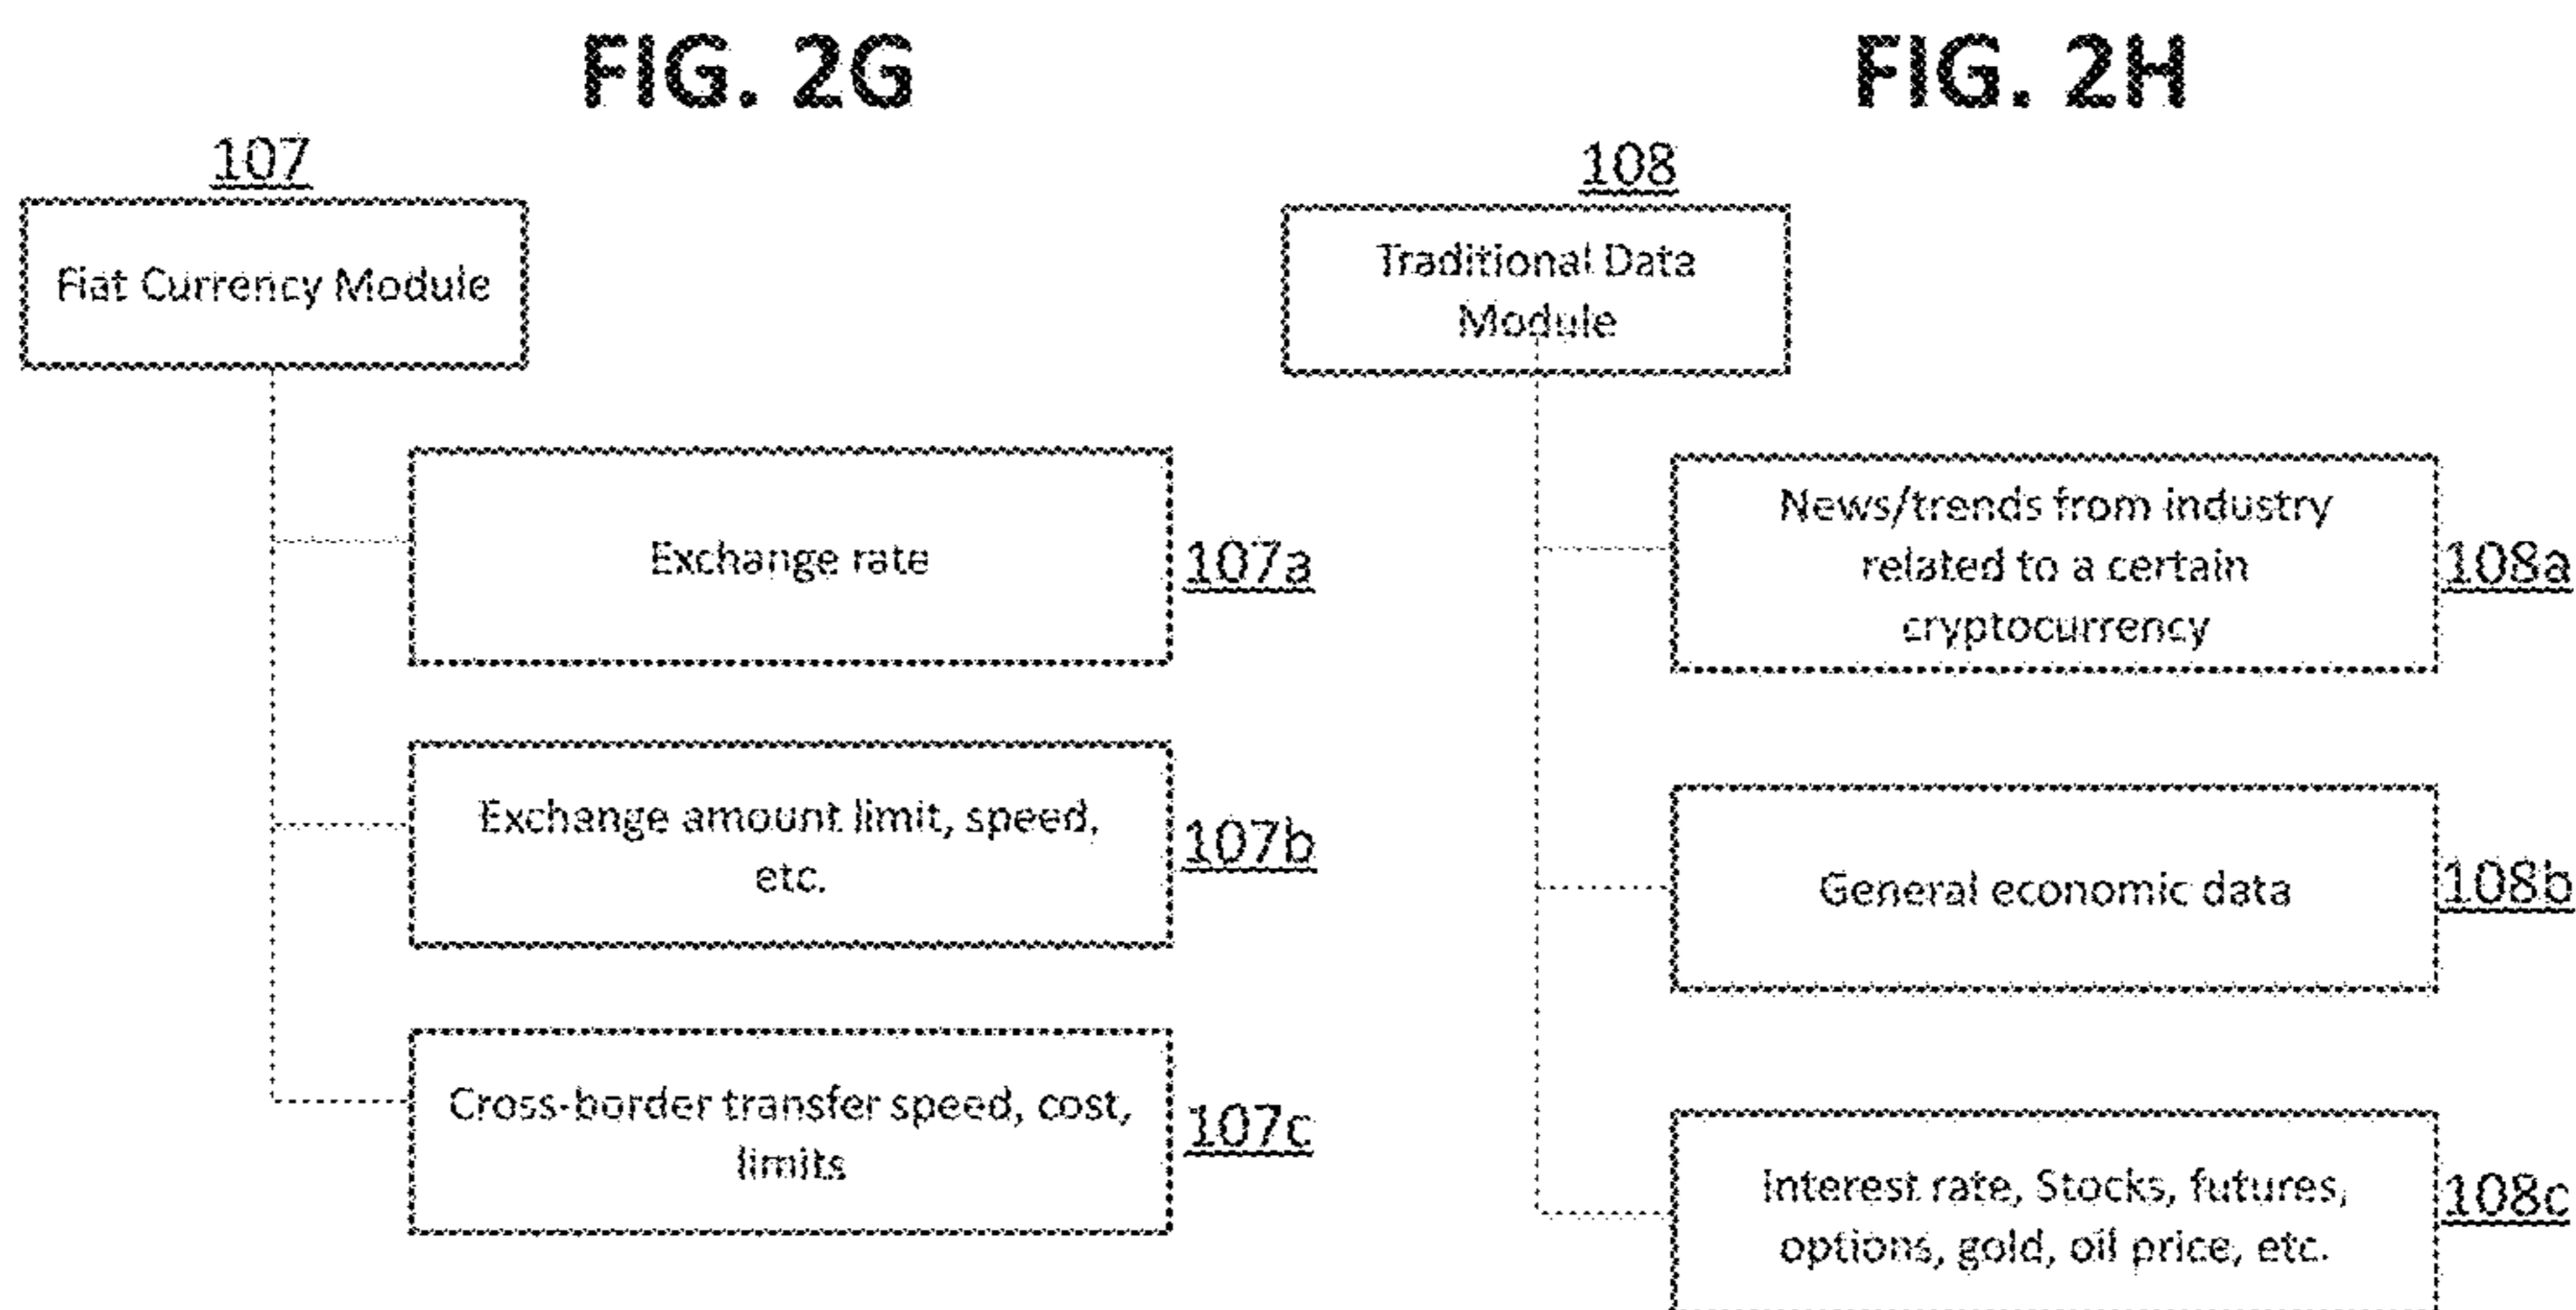 FIG. 2G
107
Fiat Currency Module
Exchange rate
107a
Exchange amount limit, speed,
etc.
107b
Cross-border transfer speed, cost,
limits
107c
FIG. 2H
108
Traditional Data
Module
News/trends from industry
related to a certain
cryptocurrency
108a
General economic data
108b
Interest rate, Stocks, futures,
options, gold, oil price, etc.
108c